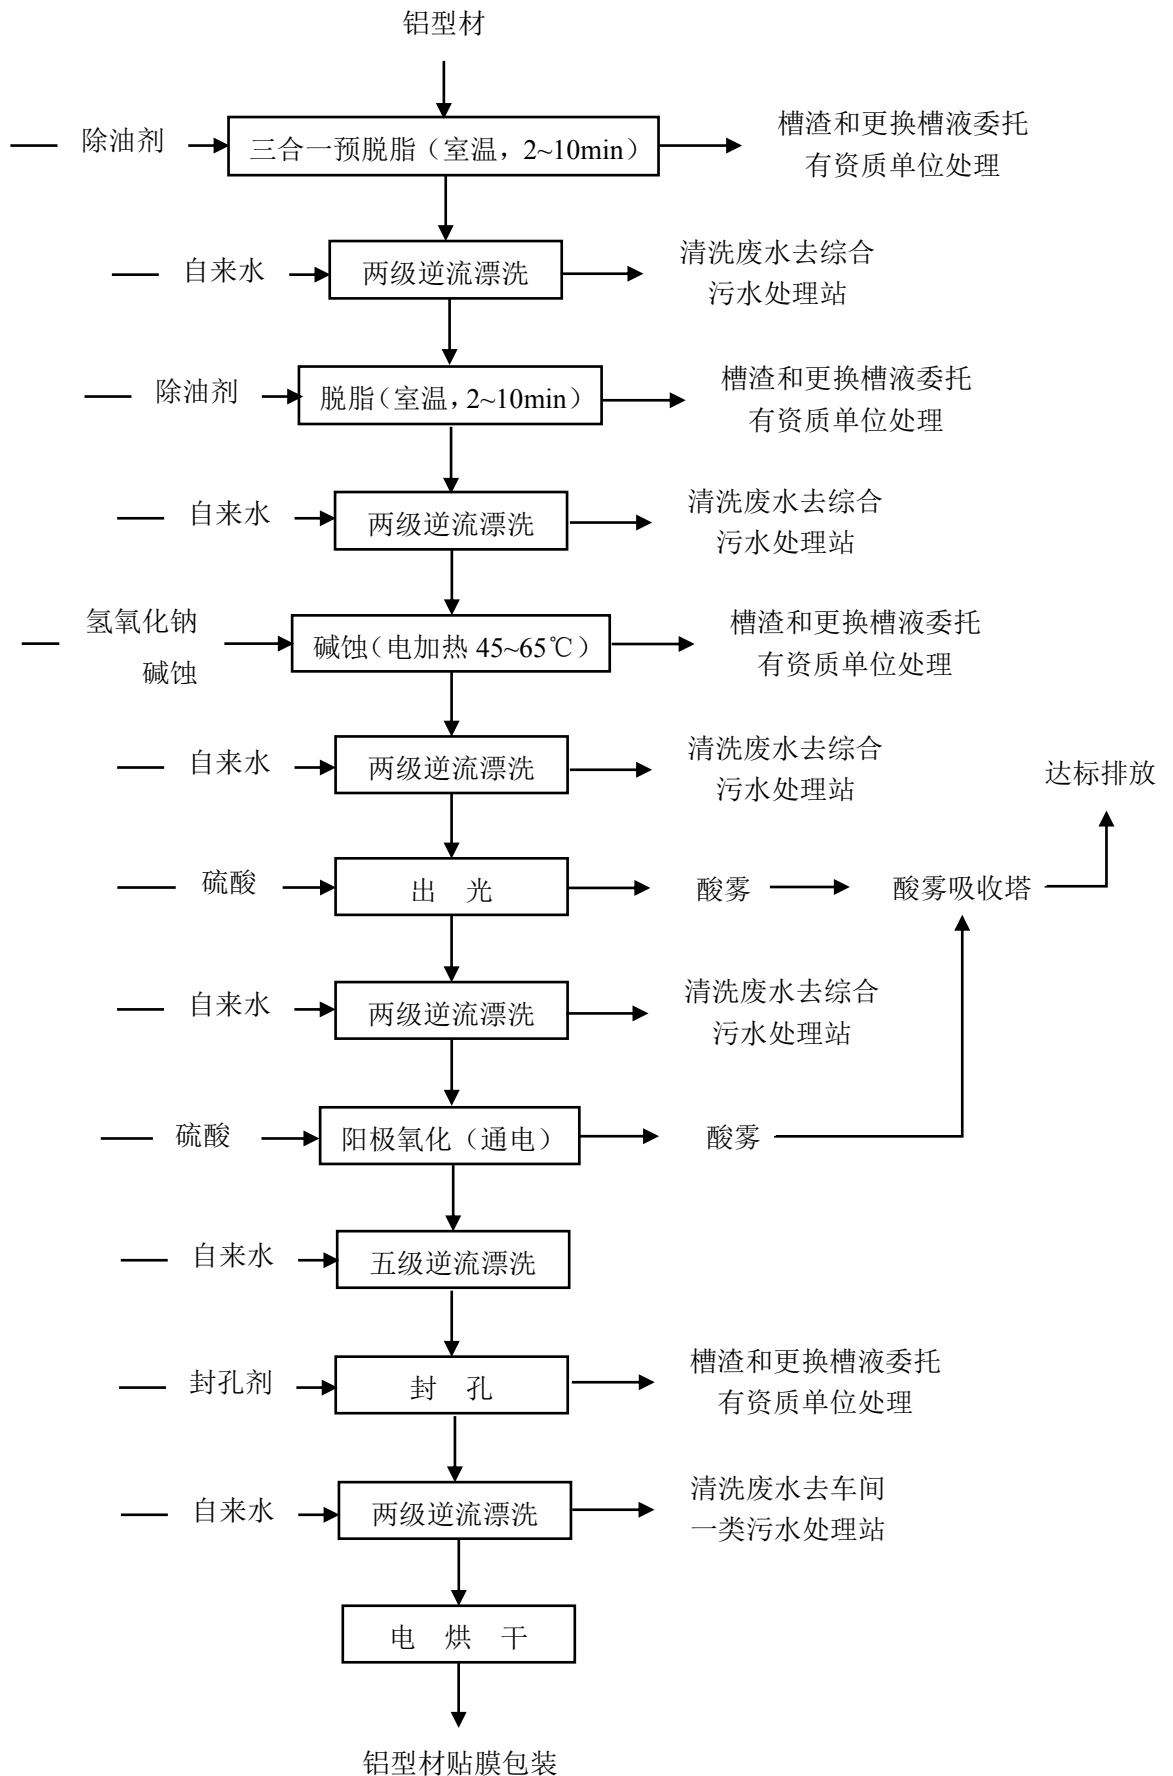 铝型材
除油剂
三合一预脱脂（室温，2~10min）
槽渣和更换槽液委托
有资质单位处理
自来水
两级逆流漂洗
清洗废水去综合
污水处理站
除油剂
脱脂（室温，2~10min）
槽渣和更换槽液委托
有资质单位处理
自来水
两级逆流漂洗
清洗废水去综合
污水处理站
氢氧化钠
碱蚀
碱蚀（电加热 45~65℃）
槽渣和更换槽液委托
有资质单位处理
自来水
两级逆流漂洗
清洗废水去综合
污水处理站
达标排放
硫酸
出 光
酸雾
酸雾吸收塔
自来水
两级逆流漂洗
清洗废水去综合
污水处理站
硫酸
阳极氧化（通电）
酸雾
自来水
五级逆流漂洗
封孔剂
封 孔
槽渣和更换槽液委托
有资质单位处理
自来水
两级逆流漂洗
清洗废水去车间
一类污水处理站
电 烘 干
铝型材贴膜包装